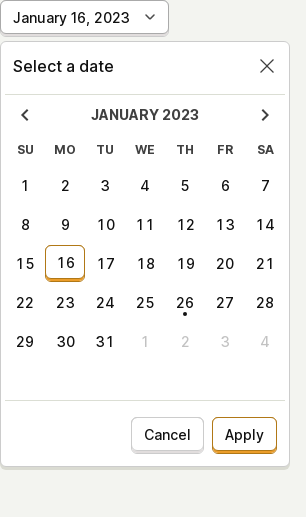 January 16, 2023
Select a date
JANUARY 2023
SU MO TU WE TH FR SA
1 2 3 4 5 6 7
8 9 10 11 12 13 14
15 16 17 18 19 20 21
22 23 24 25 26 27 28
29 30 31 1 2 3 4
Cancel Apply